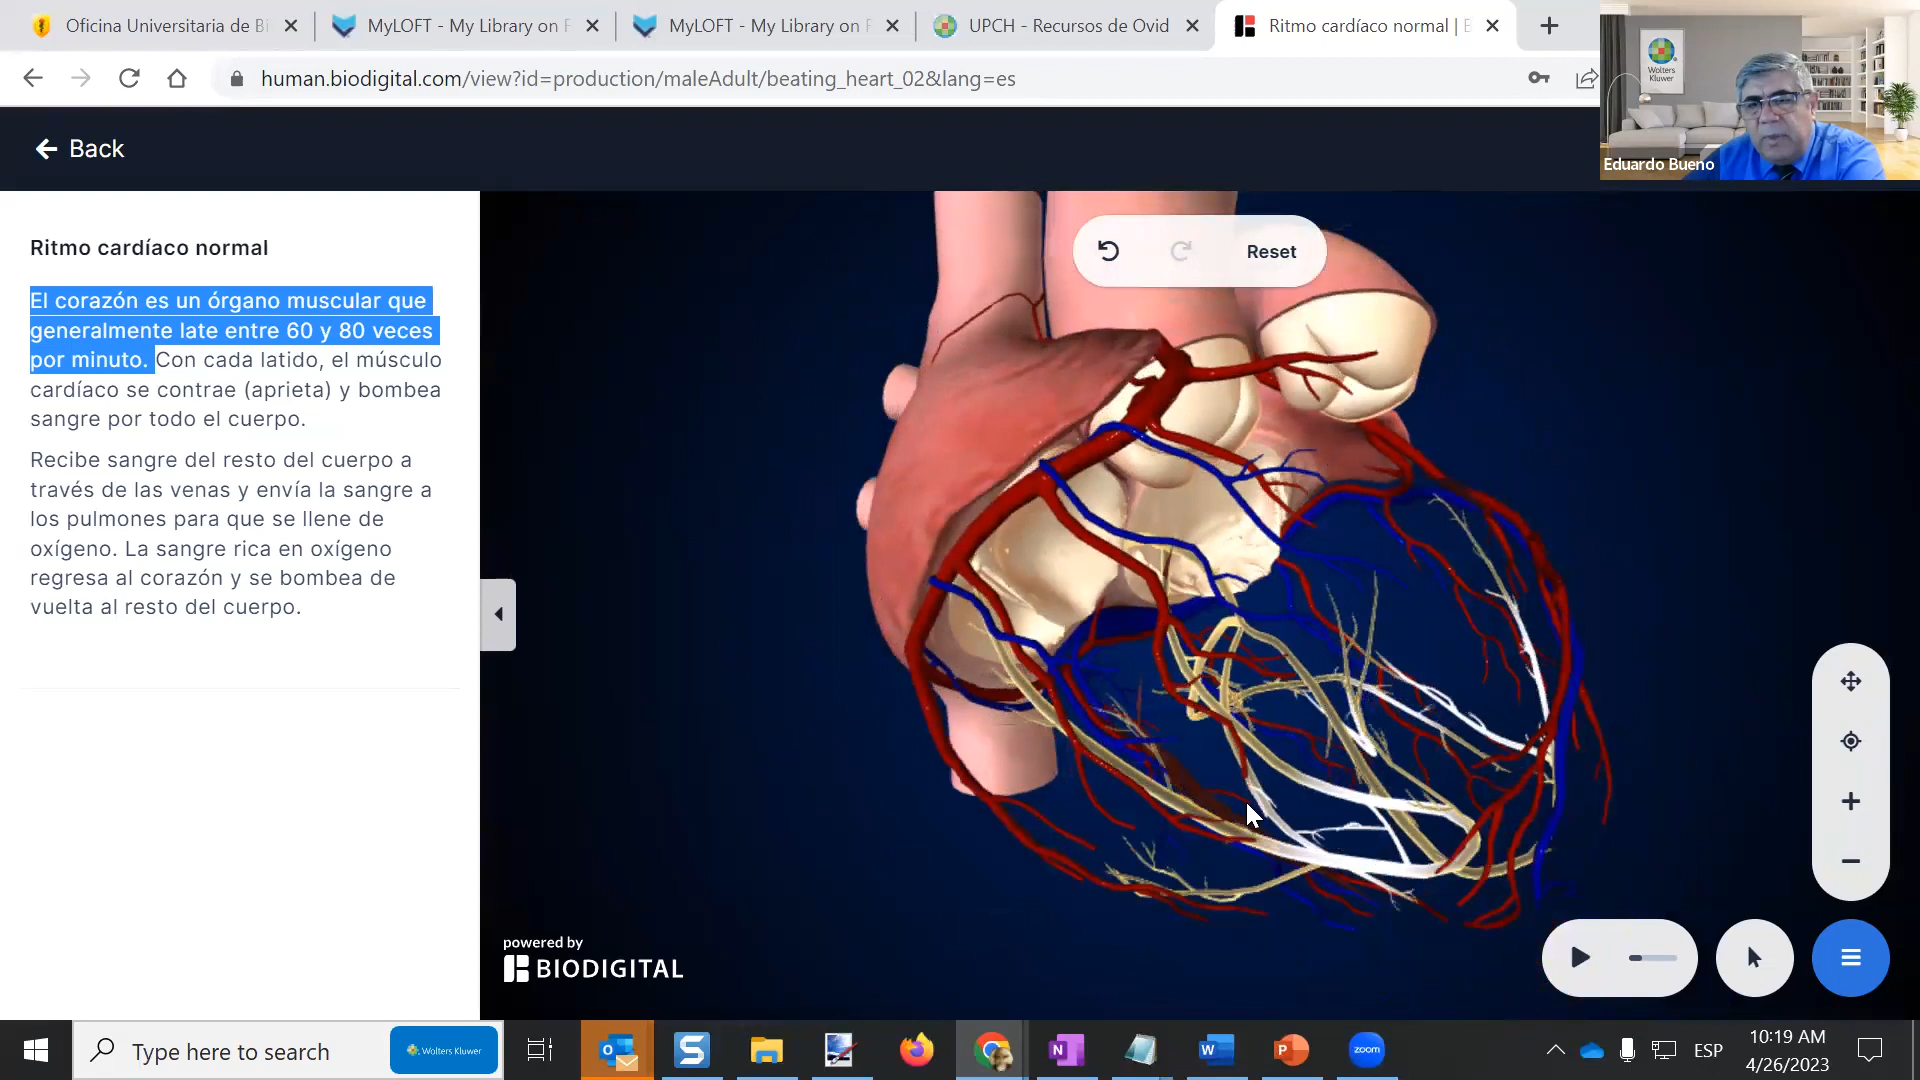 Oficina Universitaria de Bi
MyLOFT - My Library on F
MyLOFT - My Library on F
UPCH - Recursos de Ovid
Ritmo cardíaco normal | E
human.biodigital.com/view?id=production/maleAdult/beating_heart_02&lang=es
Wolters
Kluwer
Eduardo Bueno
Back
Ritmo cardíaco normal
El corazón es un órgano muscular que
generalmente late entre 60 y 80 veces
por minuto. Con cada latido, el músculo
cardíaco se contrae (aprieta) y bombea
sangre por todo el cuerpo.
Recibe sangre del resto del cuerpo a
través de las venas y envía la sangre a
los pulmones para que se llene de
oxígeno. La sangre rica en oxígeno
regresa al corazón y se bombea de
vuelta al resto del cuerpo.
Reset
powered by
BIODIGITAL
Type here to search
Wolters Kluwer
zoom
ESP
10:19 AM
4/26/2023